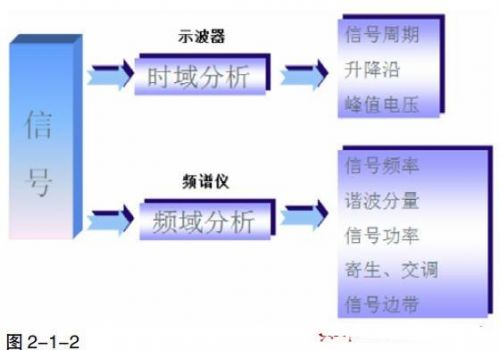 信号
示波器
时域分析
信号周期
升降沿
峰值电压
频谱仪
频域分析
信号频率
谐波分量
信号功率
寄生、交调
信号边带
图 2-1-2